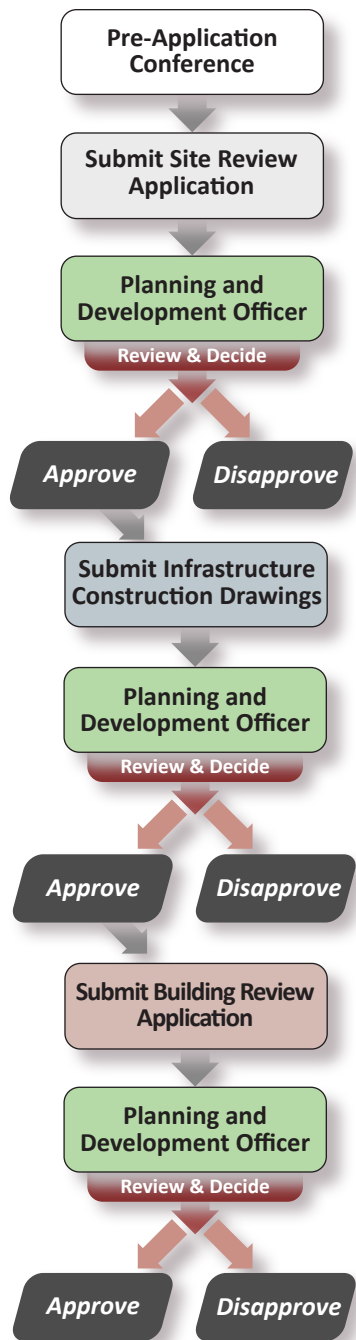 Pre-Application
Conference
Submit Site Review
Application
Planning and
Development Officer
Review & Decide
Approve
Disapprove
Submit Infrastructure
Construction Drawings
Planning and
Development Officer
Review & Decide
Approve
Disapprove
Submit Building Review
Application
Planning and
Development Officer
Review & Decide
Approve
Disapprove